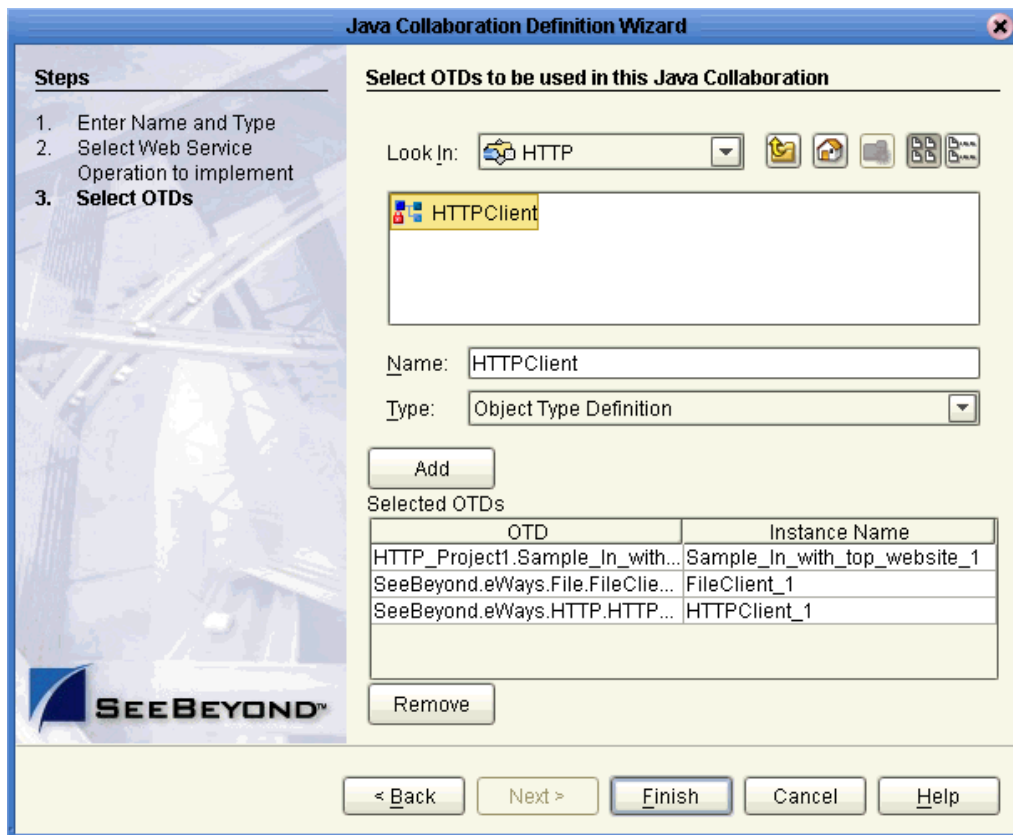 Java Collaboration Definition Wizard
Steps
1. Enter Name and Type
2. Select Web Service
Operation to implement
3. Select OTDs
Select OTDs to be used in this Java Collaboration
Look In: HTTP
HTTPClient
Name: HTTPClient
Type: Object Type Definition
Add
Selected OTDs
OTD Instance Name
HTTP_Project1.Sample_In_with... Sample_In_with_top_website_1
SeeBeyond.eWays.File.FileClie... FileClient_1
SeeBeyond.eWays.HTTP.HTTP... HTTPClient_1
Remove
SEEBEYOND™
< Back Next > Finish Cancel Help